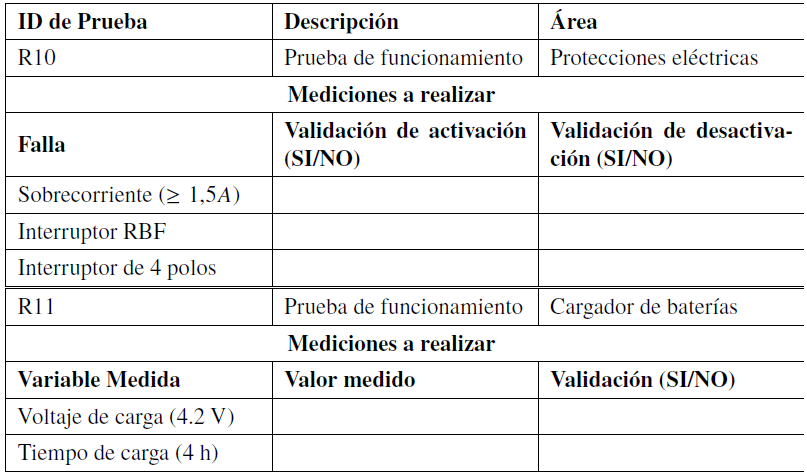 ID de Prueba Descripción Área
R10 Prueba de funcionamiento Protecciones eléctricas
Mediciones a realizar
Falla Validación de activación (SI/NO) Validación de desactiva-
ción (SI/NO)
Sobrecorriente (≥ 1,5A)
Interruptor RBF
Interruptor de 4 polos
R11 Prueba de funcionamiento Cargador de baterías
Mediciones a realizar
Variable Medida Valor medido Validación (SI/NO)
Voltaje de carga (4.2 V)
Tiempo de carga (4 h)